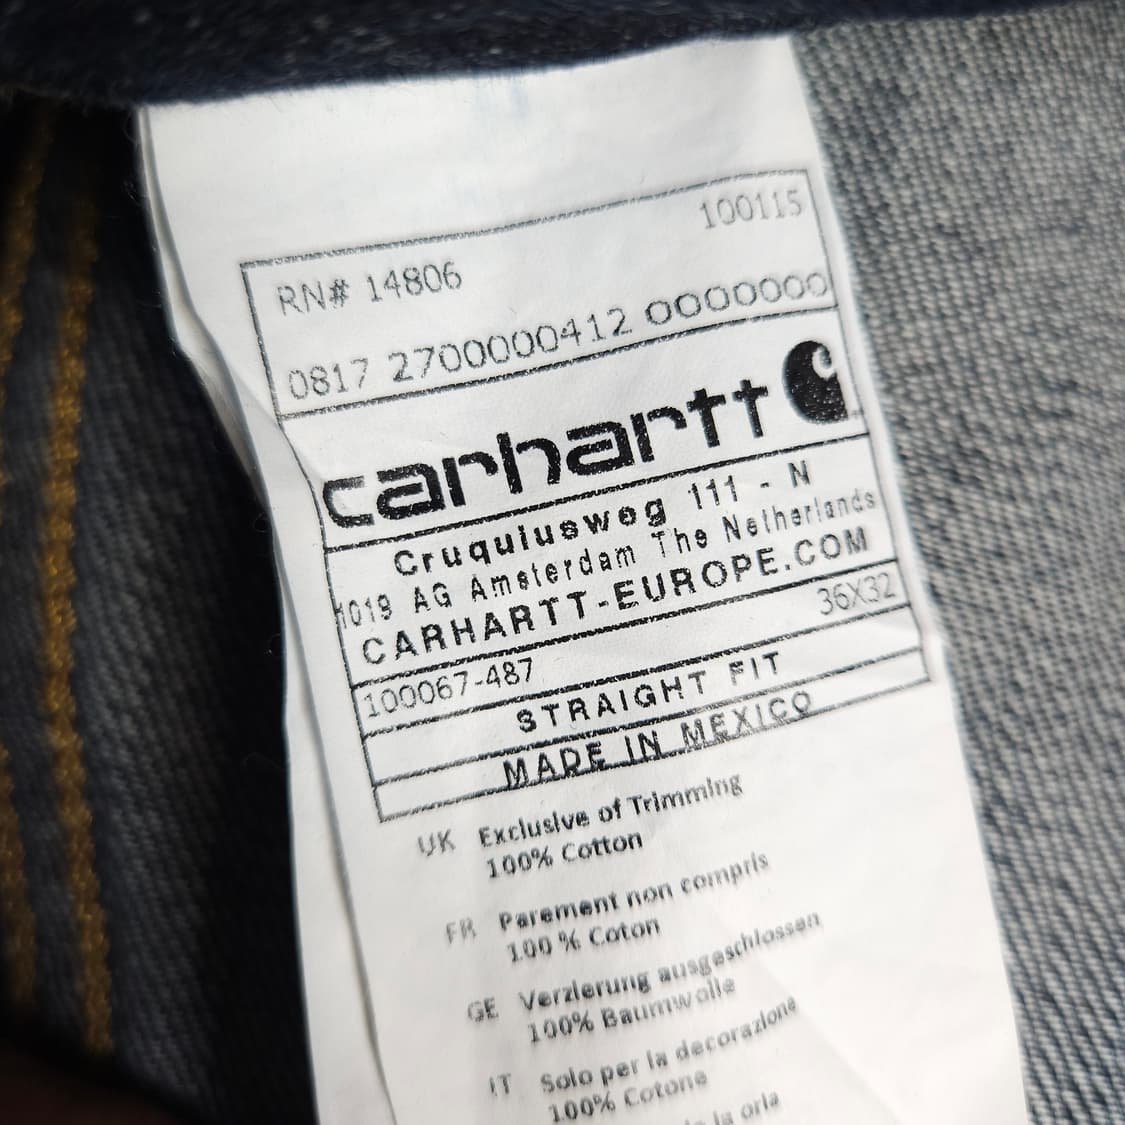 100115
RN# 14806
0817 2700000412 0000000
carhartt
Cruquiusweg 111 - N
1019 AG Amsterdam The Netherlands
CARHARTT-EUROPE.COM
36X32
100067-487
STRAIGHT FIT
MADE IN MEXICO
UK Exclusive of Trimming
100% Cotton
FR Parement non compris
100 % Coton
GE Verzierung ausgeschlossen
100% Baumwolle
IT Solo per la decorazione
100% Cotone
la orla